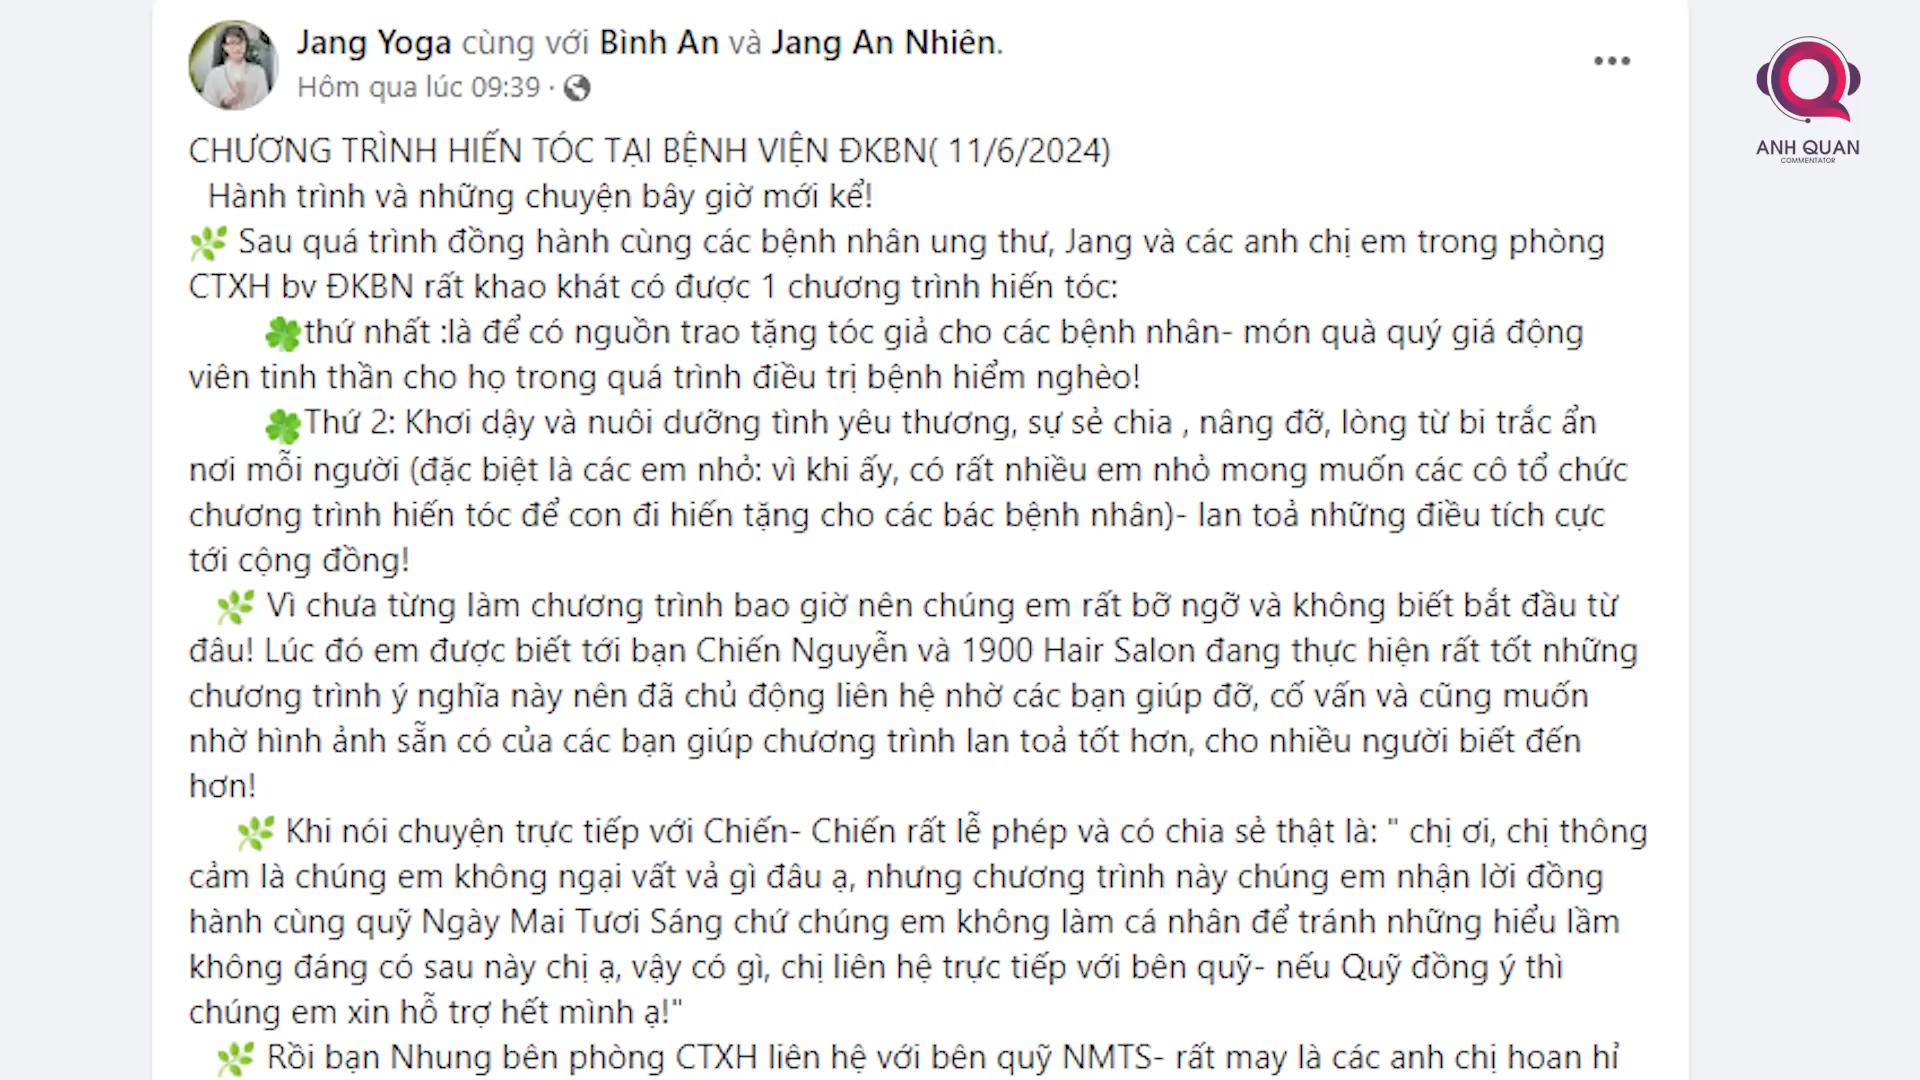 Jang Yoga cùng với Bình An và Jang An Nhiên.
Hôm qua lúc 09:39 ·
ANH QUAN
COMMENTATOR
CHƯƠNG TRÌNH HIẾN TÓC TẠI BỆNH VIỆN ĐKBN( 11/6/2024)
Hành trình và những chuyện bây giờ mới kể!
🌿 Sau quá trình đồng hành cùng các bệnh nhân ung thư, Jang và các anh chị em trong phòng
CTXH bv ĐKBN rất khao khát có được 1 chương trình hiến tóc:
🍀thứ nhất :là để có nguồn trao tặng tóc giả cho các bệnh nhân- món quà quý giá động
viên tinh thần cho họ trong quá trình điều trị bệnh hiểm nghèo!
🍀Thứ 2: Khơi dậy và nuôi dưỡng tình yêu thương, sự sẻ chia , nâng đỡ, lòng từ bi trắc ẩn
nơi mỗi người (đặc biệt là các em nhỏ: vì khi ấy, có rất nhiều em nhỏ mong muốn các cô tổ chức
chương trình hiến tóc để con đi hiến tặng cho các bác bệnh nhân)- lan toả những điều tích cực
tới cộng đồng!
🌿 Vì chưa từng làm chương trình bao giờ nên chúng em rất bỡ ngỡ và không biết bắt đầu từ
đâu! Lúc đó em được biết tới bạn Chiến Nguyễn và 1900 Hair Salon đang thực hiện rất tốt những
chương trình ý nghĩa này nên đã chủ động liên hệ nhờ các bạn giúp đỡ, cố vấn và cũng muốn
nhờ hình ảnh sẵn có của các bạn giúp chương trình lan toả tốt hơn, cho nhiều người biết đến
hơn!
🌿 Khi nói chuyện trực tiếp với Chiến- Chiến rất lễ phép và có chia sẻ thật là: " chị ơi, chị thông
cảm là chúng em không ngại vất vả gì đâu ạ, nhưng chương trình này chúng em nhận lời đồng
hành cùng quỹ Ngày Mai Tươi Sáng chứ chúng em không làm cá nhân để tránh những hiểu lầm
không đáng có sau này chị ạ, vậy có gì, chị liên hệ trực tiếp với bên quỹ- nếu Quỹ đồng ý thì
chúng em xin hỗ trợ hết mình ạ!"
🌿 Rồi bạn Nhung bên phòng CTXH liên hệ với bên quỹ NMTS- rất may là các anh chị hoan hỉ